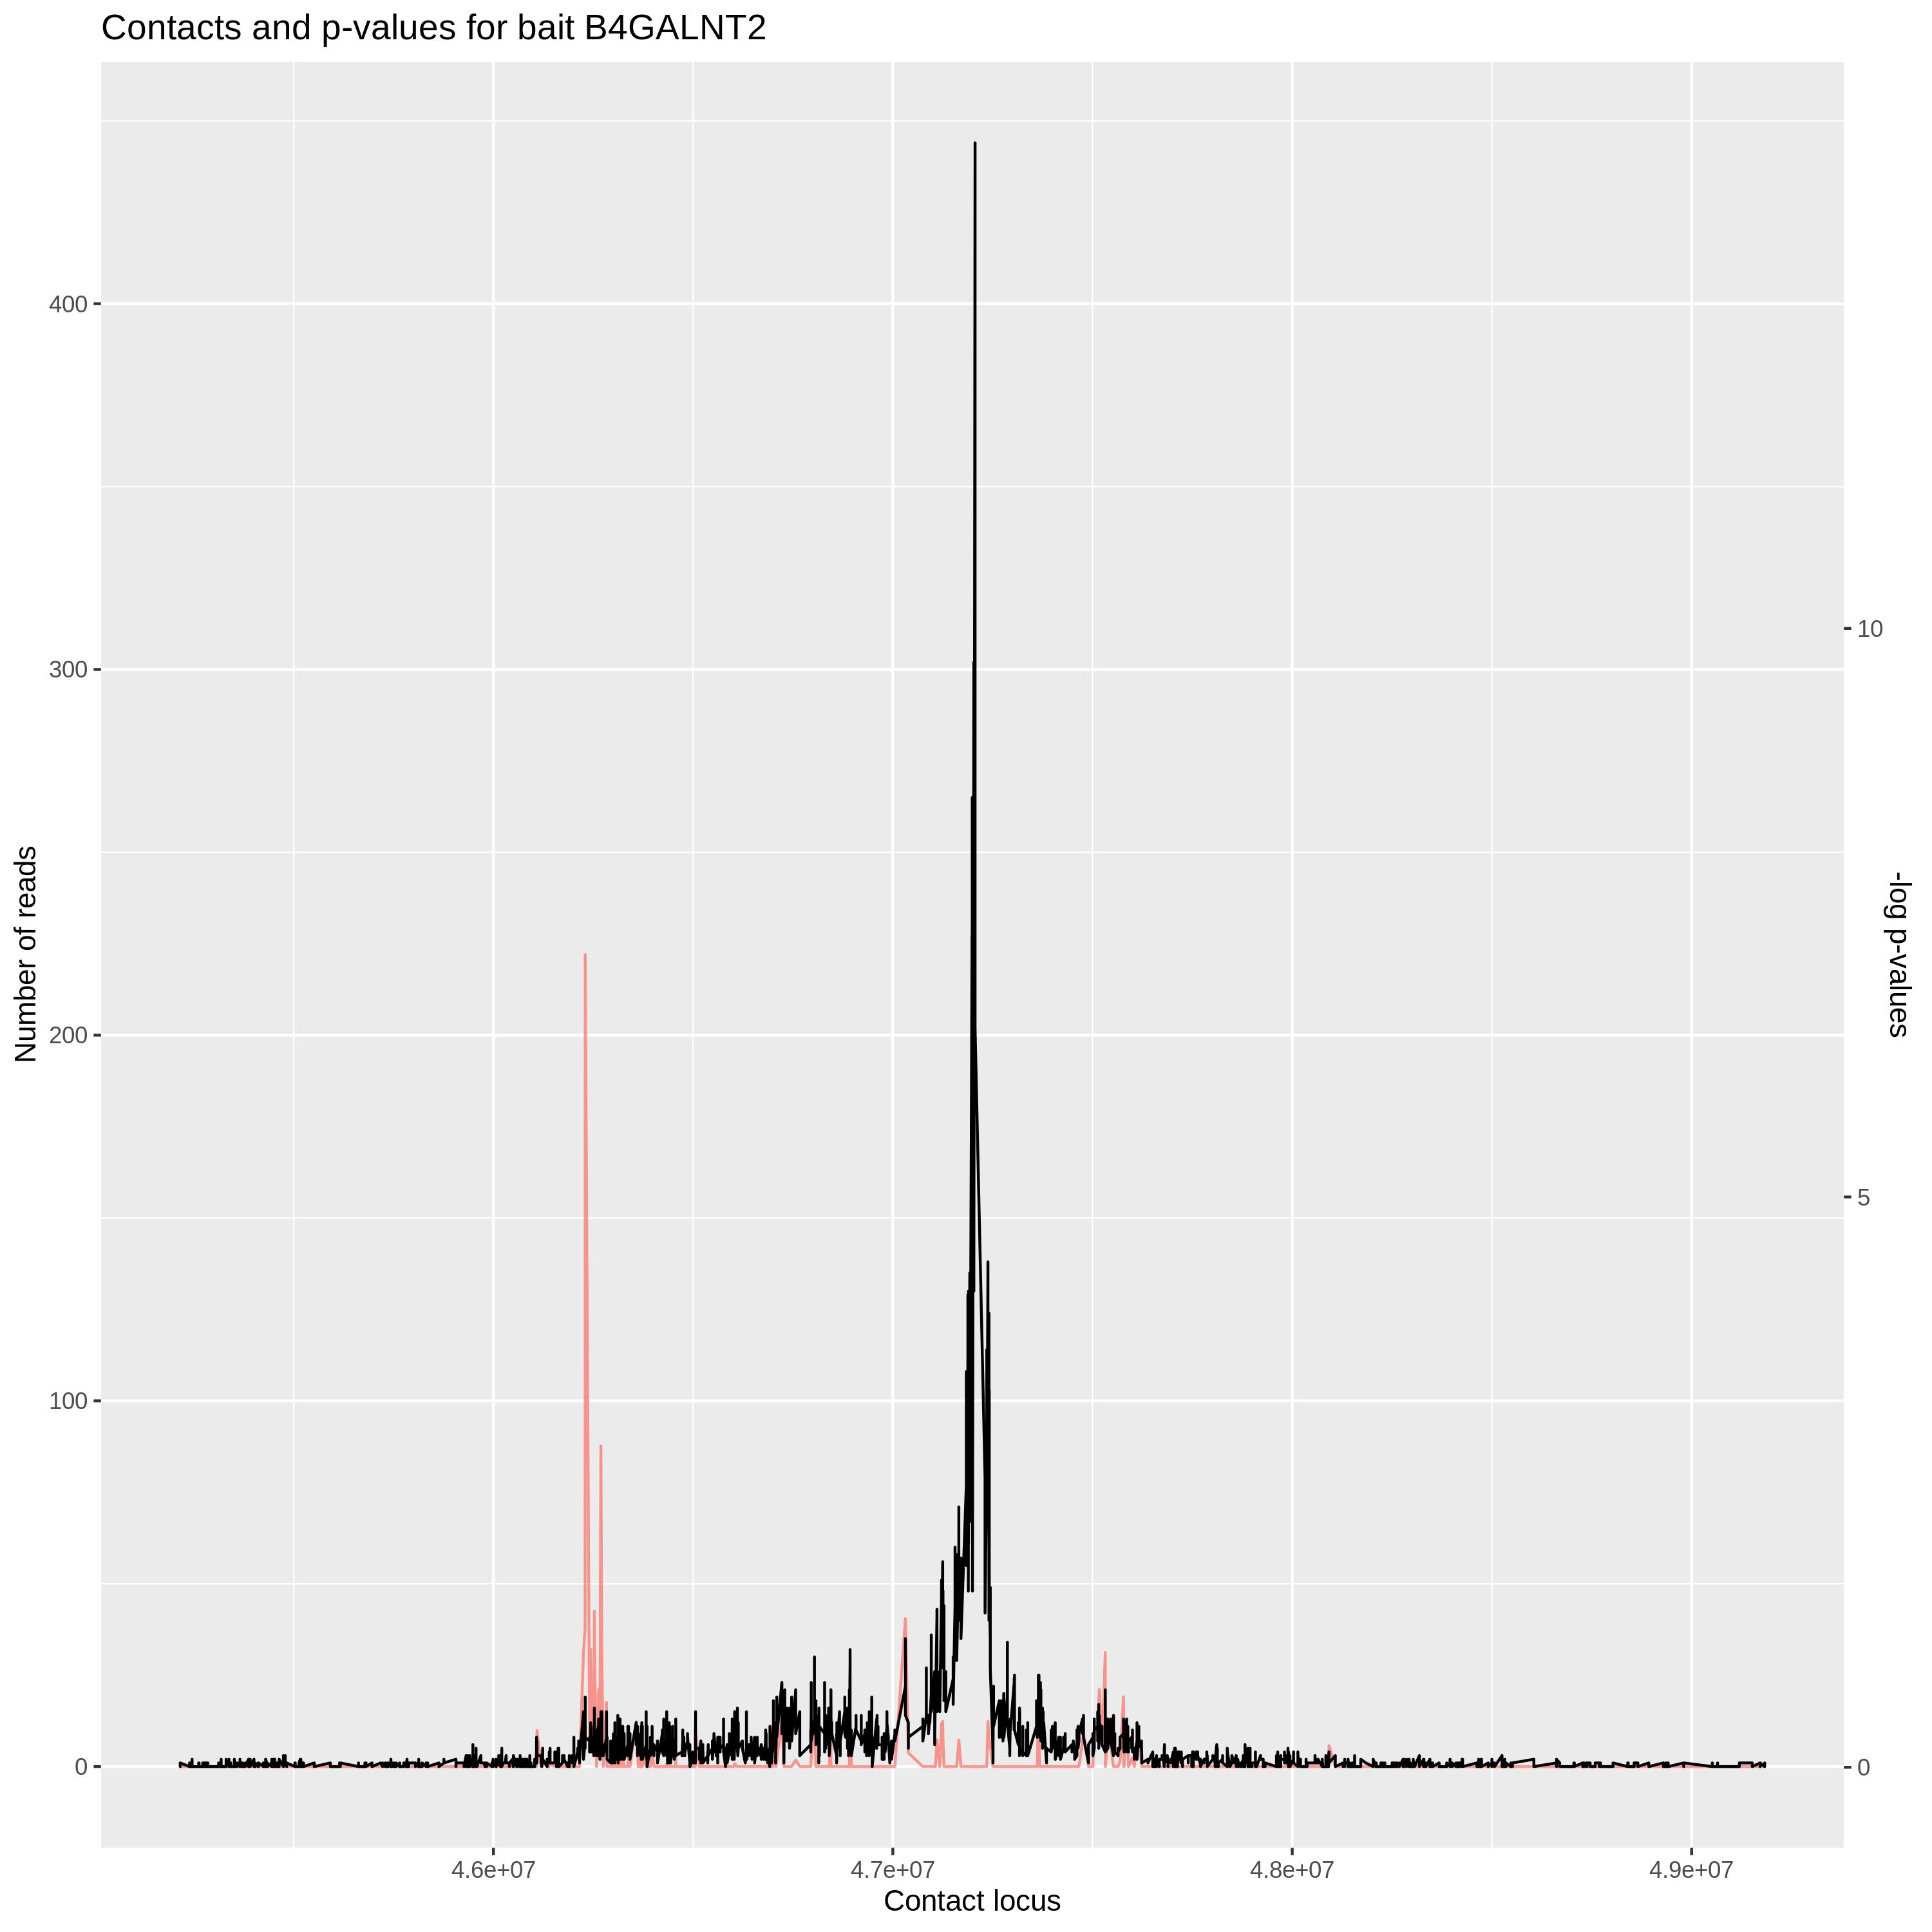 Contacts and p-values for bait B4GALNT2
400
300
200
100
0
Number of reads
10
5
0
-log p-values
4.6e+07
4.7e+07
4.8e+07
4.9e+07
Contact locus